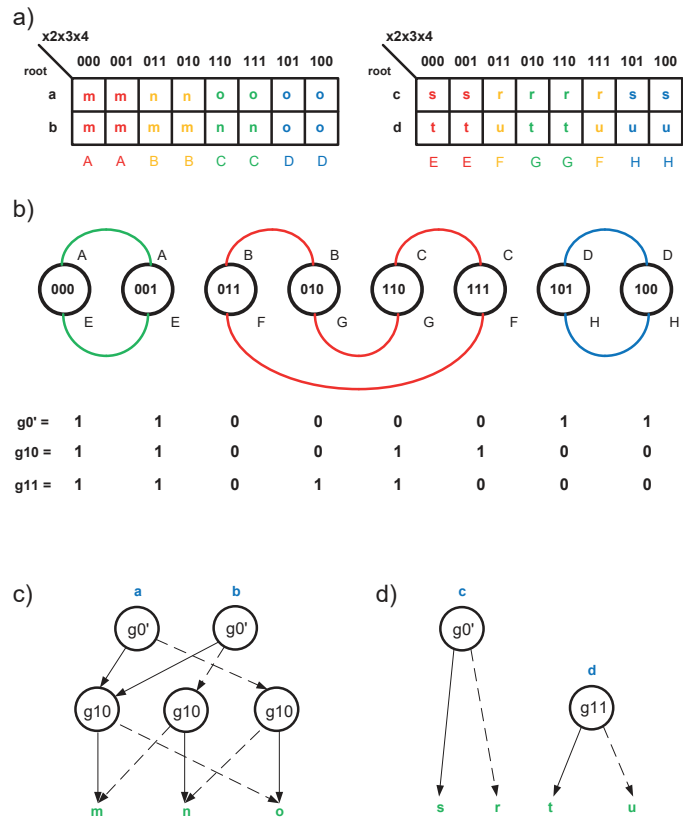 a)
x2x3x4
root 000 001 011 010 110 111 101 100
a m m n n o o o o
b m m m m n n o o
A A B B C C D D
x2x3x4
root 000 001 011 010 110 111 101 100
c s s r r r r s s
d t t u t t u u u
E E F G G F H H
b)
A A B B C C D D
000 001 011 010 110 111 101 100
E E F G G F H H
g0' = 1 1 0 0 0 0 1 1
g10 = 1 1 0 0 1 1 0 0
g11 = 1 1 0 1 1 0 0 0
c)
a b
g0' g0'
g10 g10 g10
m n o
d)
c
g0'
d
g11
s r t u